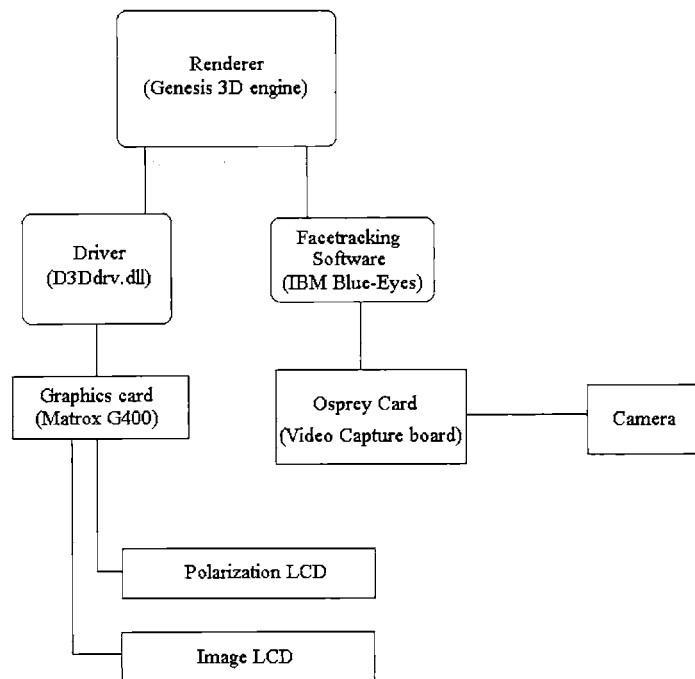 Renderer
(Genesis 3D engine)
Driver
(D3Ddrv.dll)
Facetracking
Software
(IBM Blue-Eyes)
Graphics card
(Matrox G400)
Osprey Card
(Video Capture board)
Camera
Polarization LCD
Image LCD